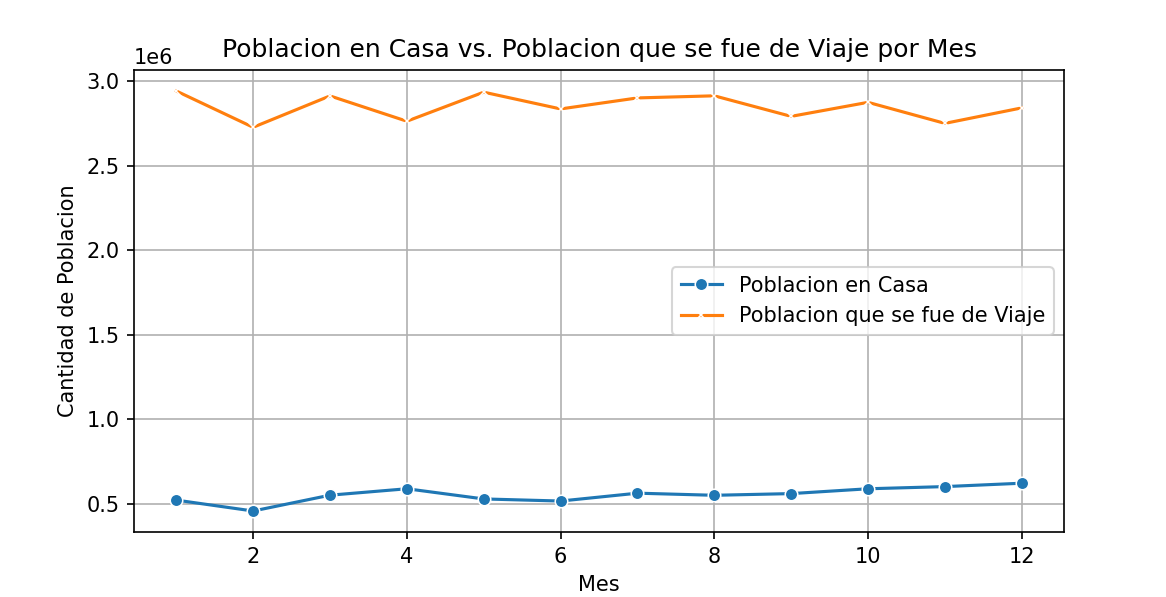 Poblacion en Casa vs. Poblacion que se fue de Viaje por Mes
1e6
3.0
2.5
2.0
1.5
1.0
0.5
Cantidad de Poblacion
Poblacion en Casa
Poblacion que se fue de Viaje
2 4 6 8 10 12
Mes